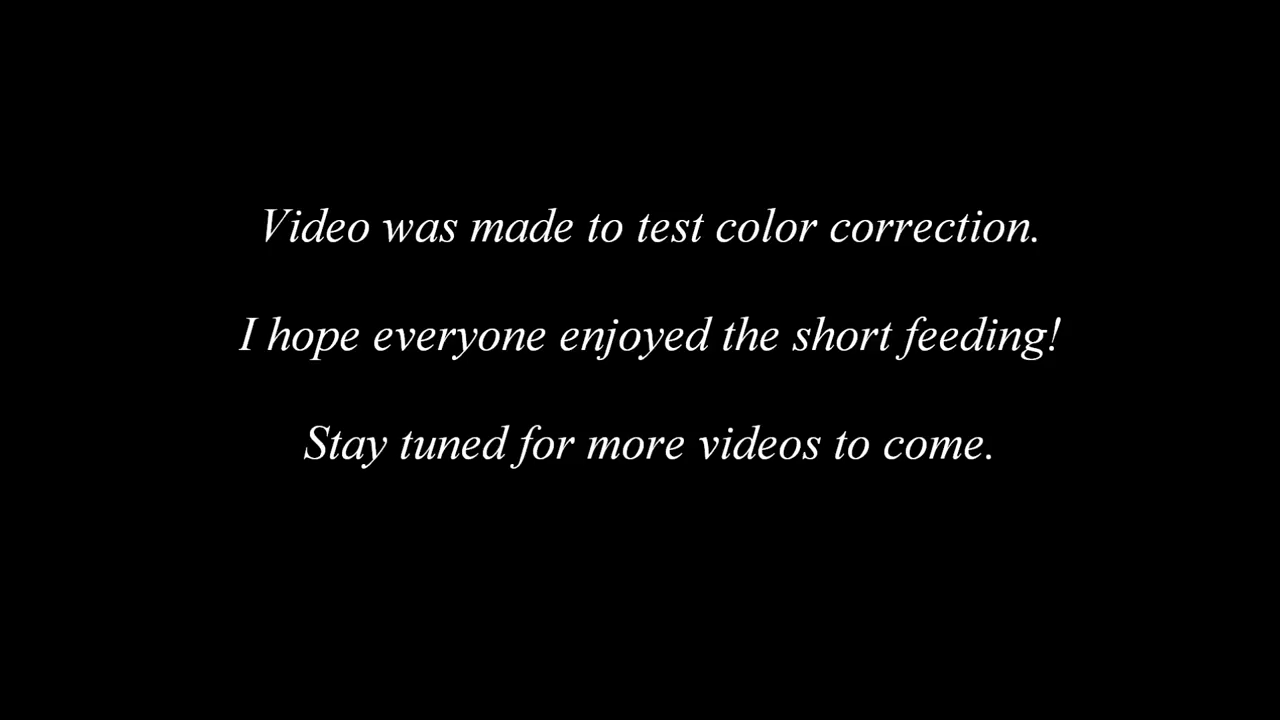 Video was made to test color correction.
I hope everyone enjoyed the short feeding!
Stay tuned for more videos to come.